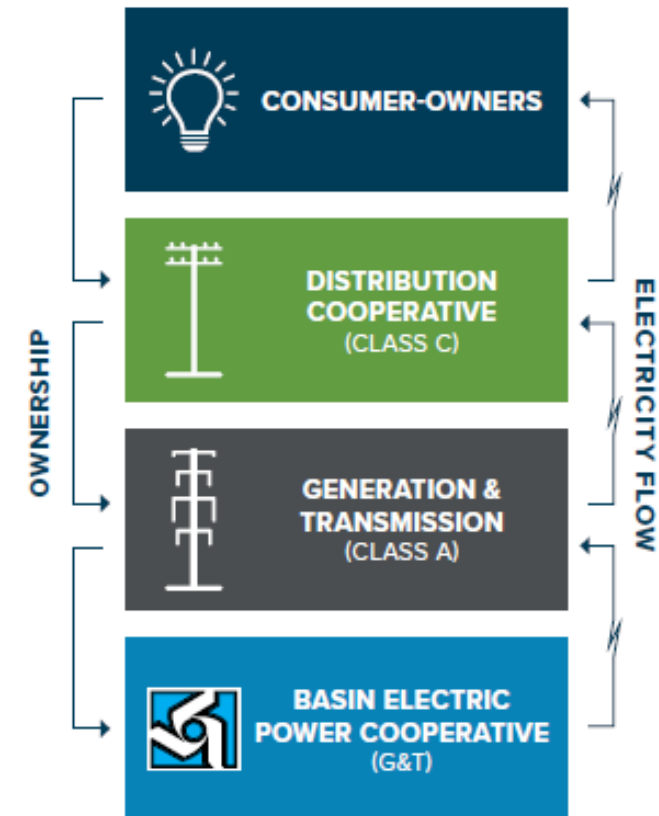 CONSUMER-OWNERS
DISTRIBUTION
COOPERATIVE
(CLASS C)
OWNERSHIP
ELECTRICITY FLOW
GENERATION &
TRANSMISSION
(CLASS A)
BASIN ELECTRIC
POWER COOPERATIVE
(G&T)